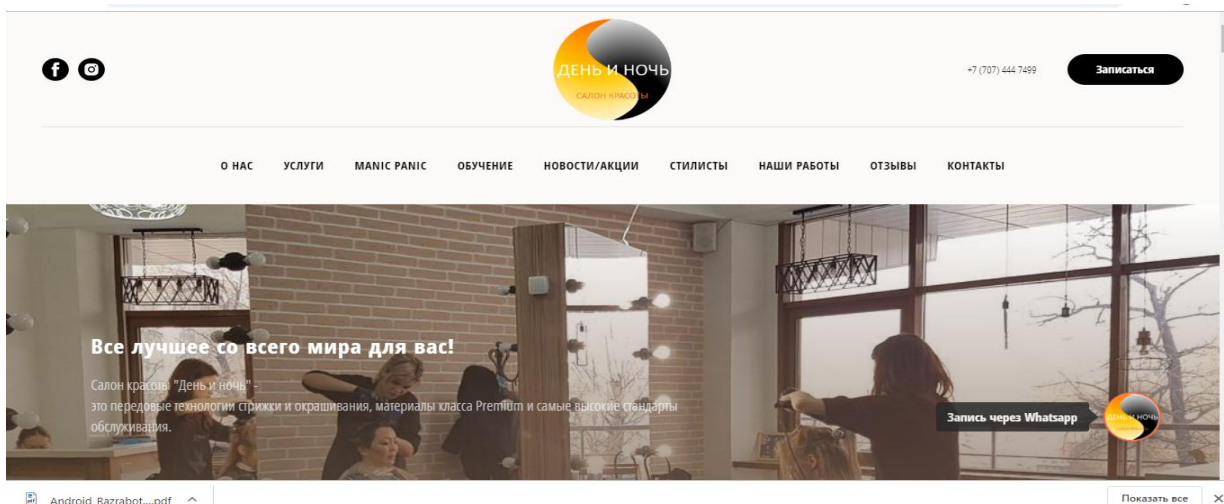 ДЕНЬ И НОЧЬ
САЛОН КРАСОТЫ
+7 (707) 444 7499
Записаться
О НАС УСЛУГИ MANIC PANIC ОБУЧЕНИЕ НОВОСТИ/АКЦИИ СТИЛИСТЫ НАШИ РАБОТЫ ОТЗЫВЫ КОНТАКТЫ
Все лучшее со всего мира для вас!
Салон красоты "День и ночь" -
это передовые технологии стрижки и окрашивания, материалы класса Premium и самые высокие стандарты
обслуживания.
Запись через Whatsapp
ДЕНЬ И НОЧЬ
Android_Razrabot....pdf
Показать все